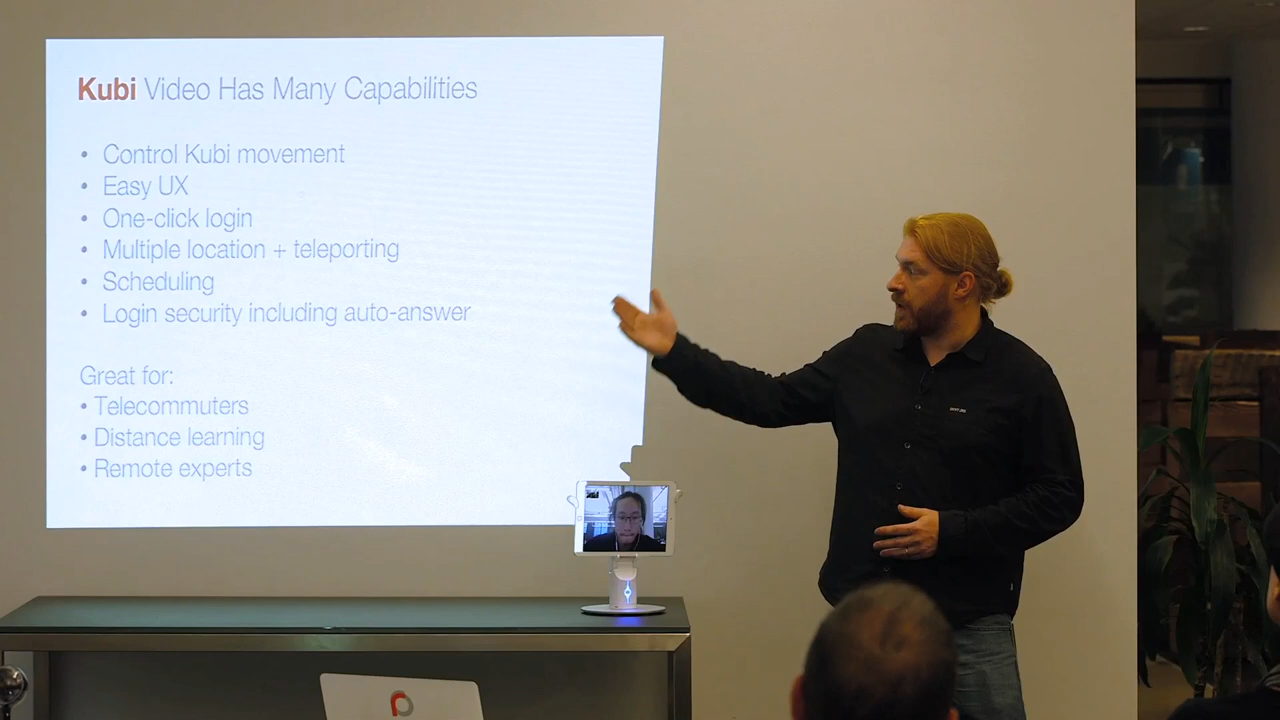 Kubi Video Has Many Capabilities
• Control Kubi movement
• Easy UX
• One-click login
• Multiple location + teleporting
• Scheduling
• Login security including auto-answer
Great for:
• Telecommuters
• Distance learning
• Remote experts